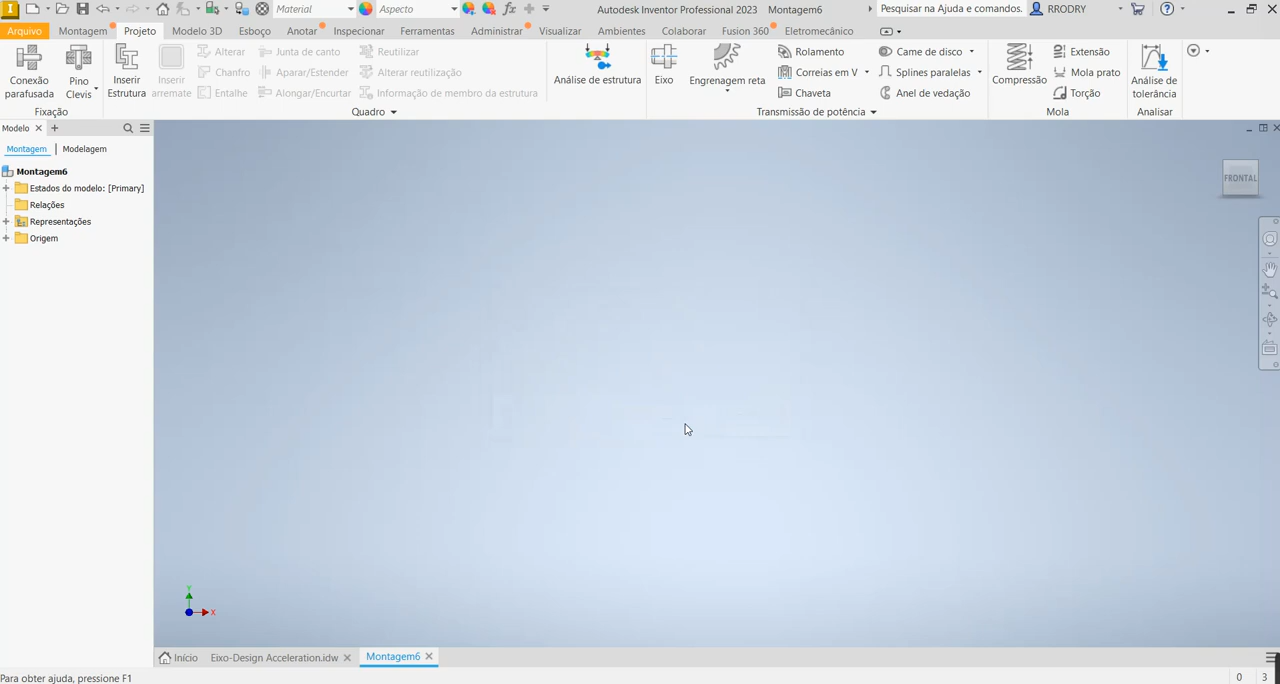 Material Aspecto Autodesk Inventor Professional 2023 Montagem6 Pesquisar na Ajuda e comandos. RRODRY
Arquivo Montagem Projeto Modelo 3D Esboço Anotar Inspecionar Ferramentas Administrar Visualizar Ambientes Colaborar Fusion 360 Eletromecânico
Conexão parafusada
Pino Clevis
Fixação
Inserir Estrutura
Inserir arremate
Alterar
Chanfro
Entalhe
Junta de canto
Aparar/Estender
Alongar/Encurtar
Reutilizar
Alterar reutilização
Informação de membro da estrutura
Quadro
Análise de estrutura
Eixo
Engrenagem reta
Rolamento
Correias em V
Chaveta
Came de disco
Splines paralelas
Anel de vedação
Transmissão de potência
Compressão
Extensão
Mola prato
Torção
Mola
Análise de tolerância
Analisar
Modelo
Montagem Modelagem
Montagem6
Estados do modelo: [Primary]
Relações
Representações
Origem
FRONTAL
Y
X
Início Eixo-Design Acceleration.idw Montagem6
Para obter ajuda, pressione F1
0 3